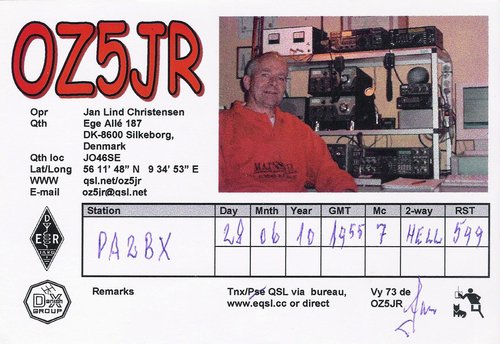 OZ5JR
Opr Jan Lind Christensen
Qth Ege Allé 187
DK-8600 Silkeborg,
Denmark
Qth loc JO46SE
Lat/Long 56 11' 48" N 9 34' 53" E
WWW qsl.net/oz5jr
E-mail oz5jr@qsl.net
Station Day Mnth Year GMT Mc 2-way RST
PA2BX 28 06 10 1955 7 HELL 599
Remarks
Tnx/Pse QSL via bureau,
www.eqsl.cc or direct
Vy 73 de
OZ5JR
DX
GROUP